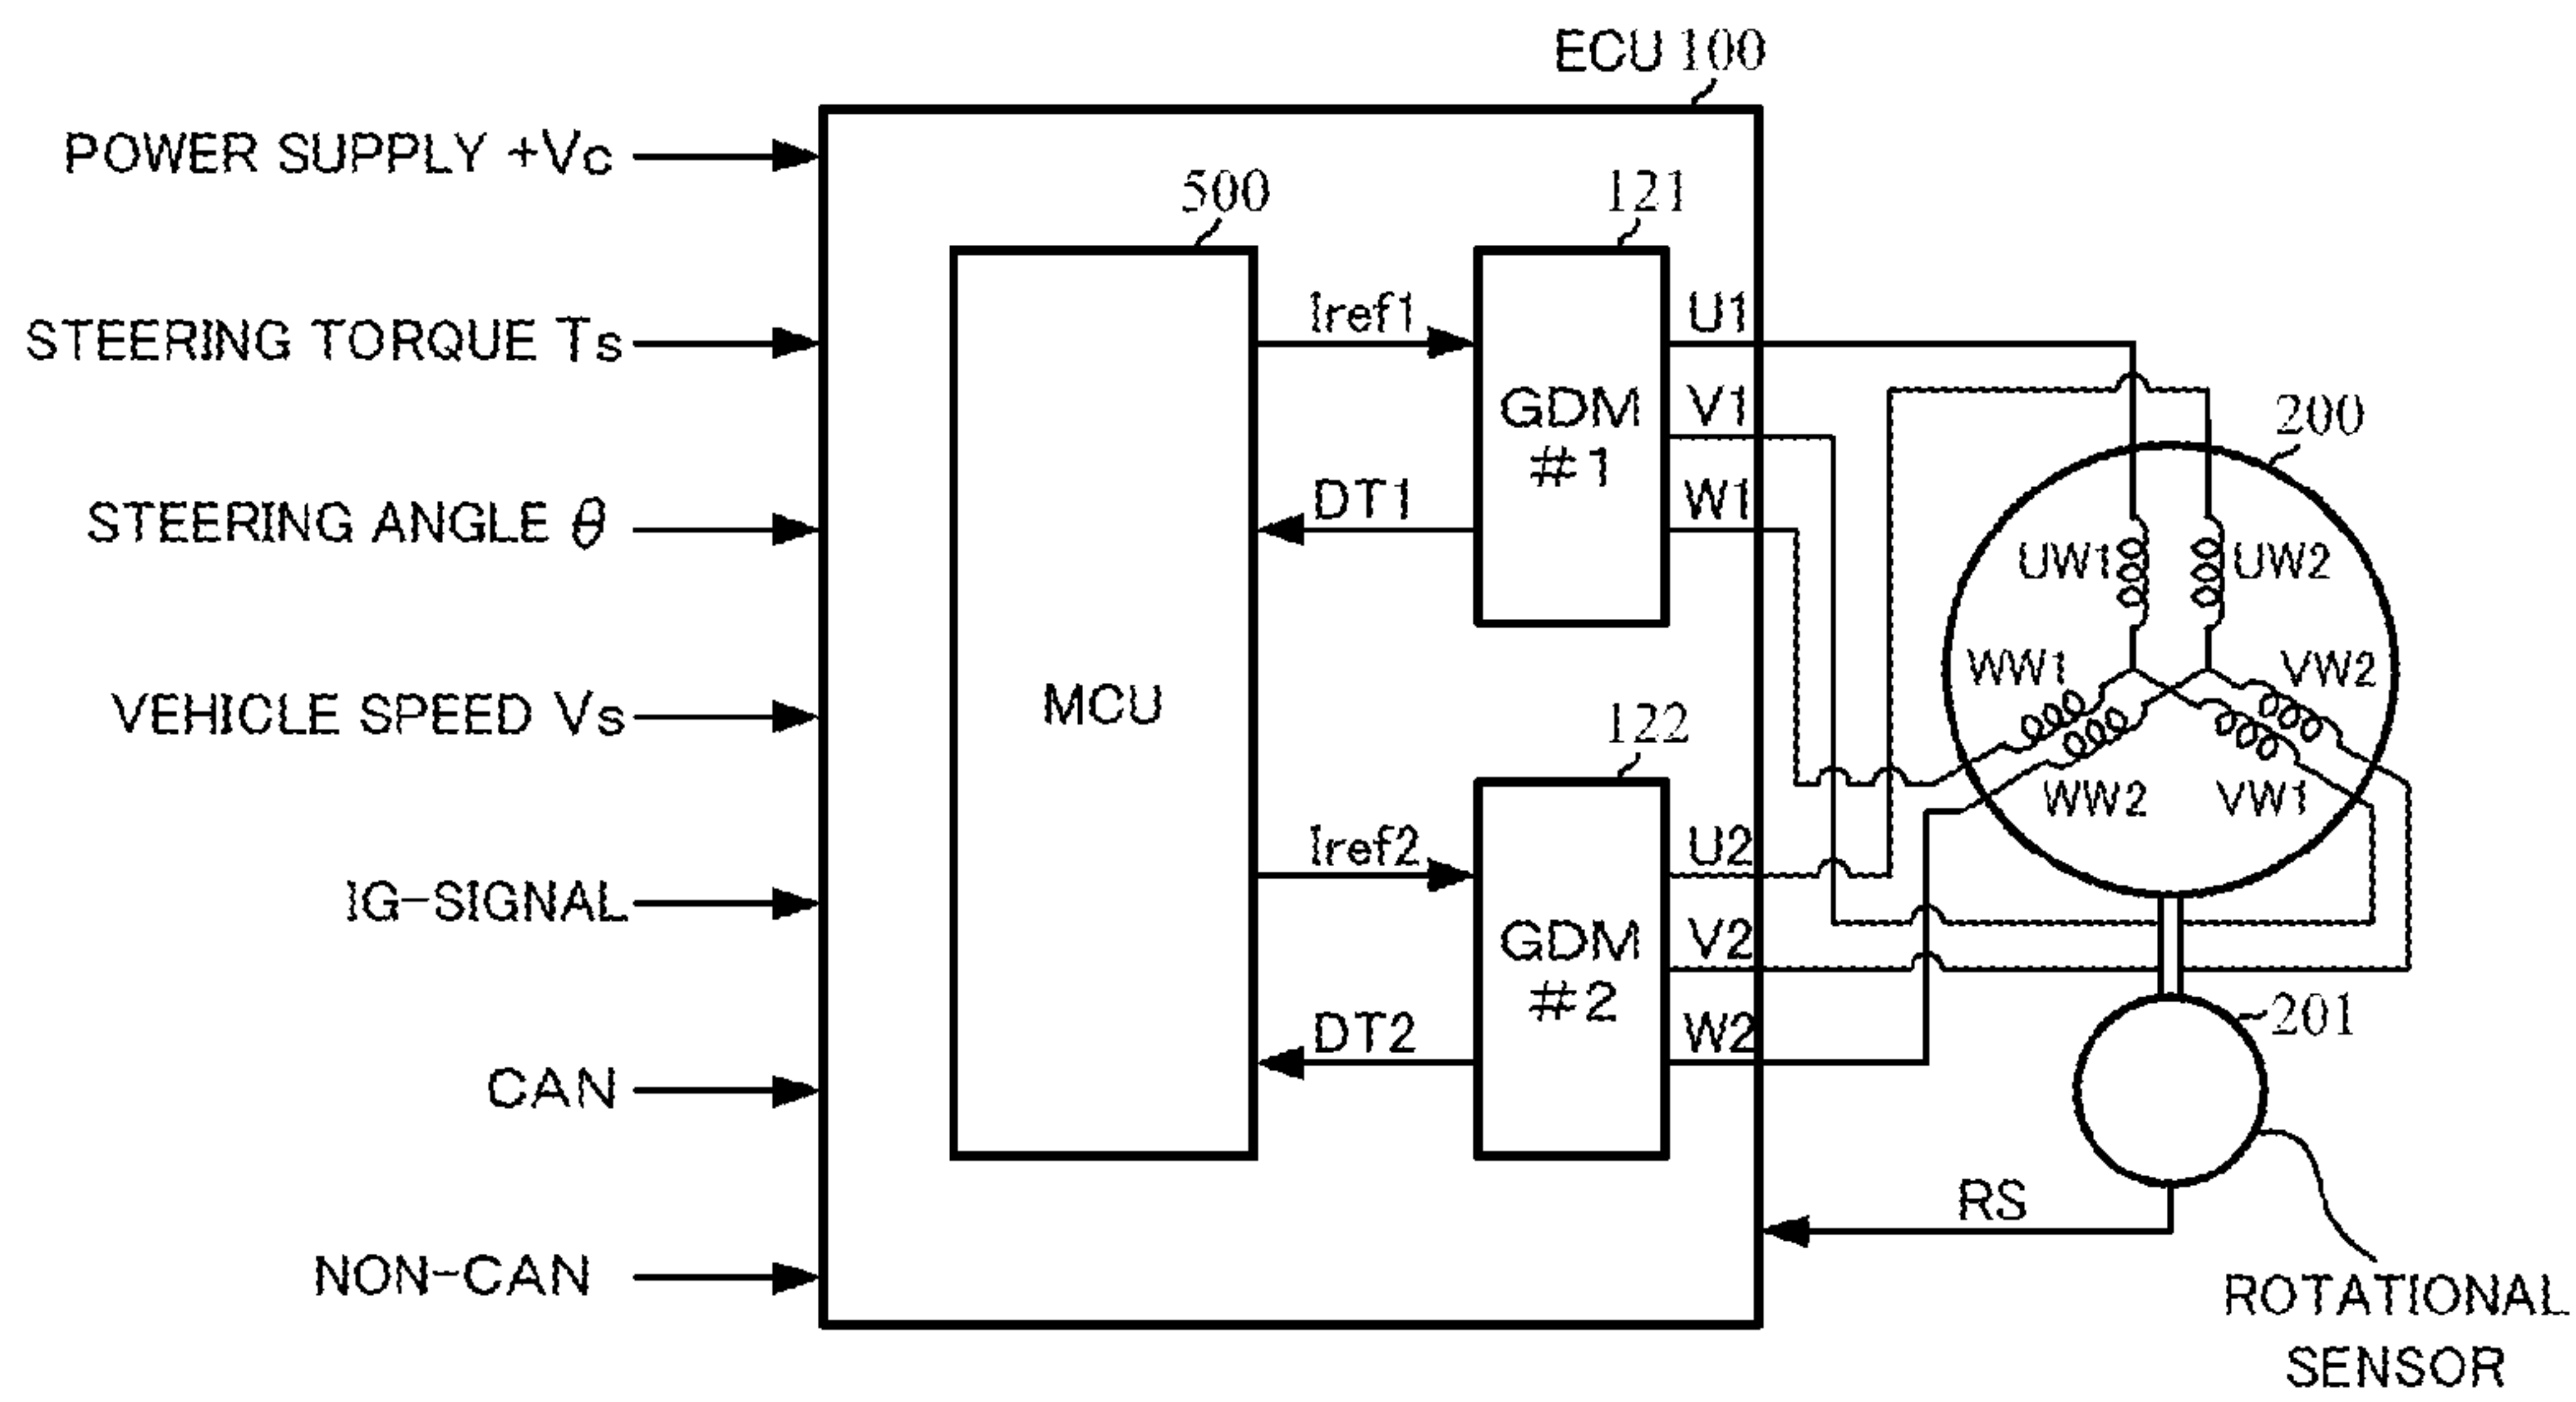 ECU 100
POWER SUPPLY +Vc
STEERING TORQUE Ts
STEERING ANGLE θ
VEHICLE SPEED Vs
IG-SIGNAL
CAN
NON-CAN
500
MCU
Iref1
DT1
Iref2
DT2
121
GDM
#1
U1
V1
W1
122
GDM
#2
U2
V2
W2
200
UW1
UW2
WW1
VW2
WW2
VW1
201
RS
ROTATIONAL
SENSOR